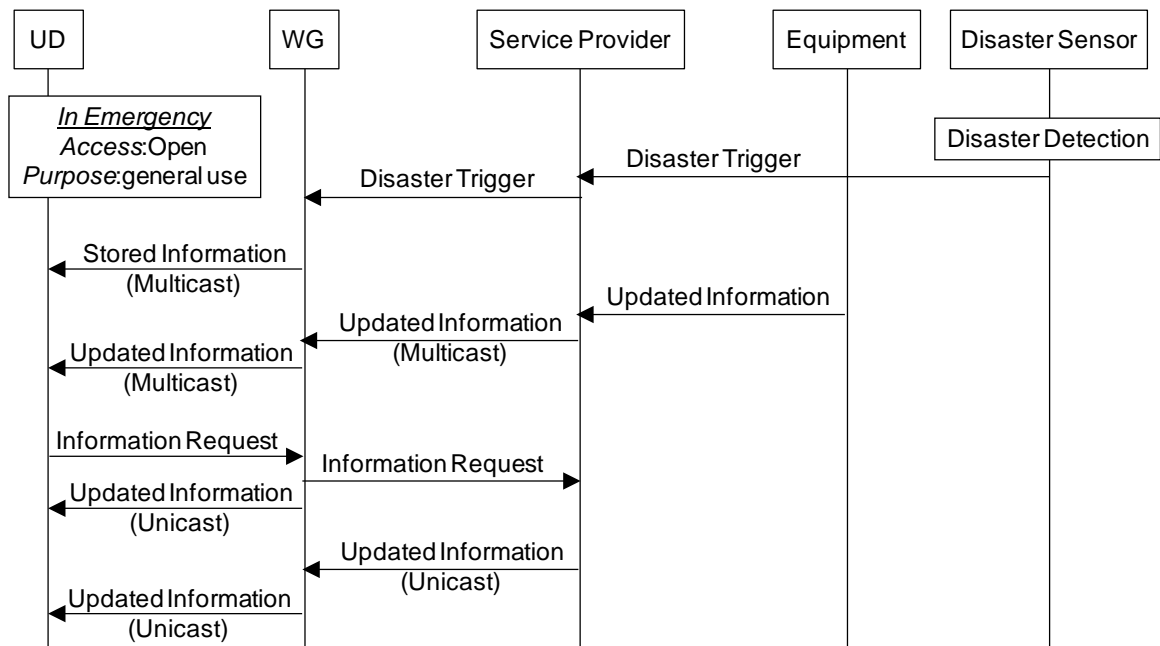 UD
WG
Service Provider
Equipment
Disaster Sensor
In Emergency
Access:Open
Purpose:general use
Disaster Detection
Disaster Trigger
Disaster Trigger
Stored Information
(Multicast)
Updated Information
Updated Information
(Multicast)
Updated Information
(Multicast)
Information Request
Information Request
Updated Information
(Unicast)
Updated Information
(Unicast)
Updated Information
(Unicast)